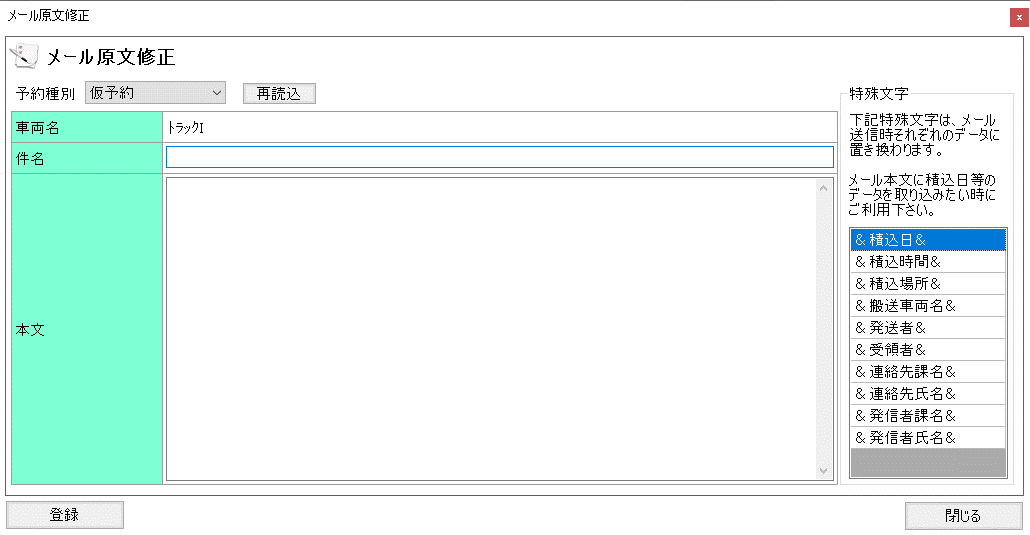 メール原文修正
x
メール原文修正
予約種別 仮予約 再読込
車両名 ﾄﾗｯｸI
件名
本文
特殊文字
下記特殊文字は、メール
送信時それぞれのデータに
置き換わります。
メール本文に積込日等の
データを取り込みたい時に
ご利用下さい。
&積込日&
&積込時間&
&積込場所&
&搬送車両名&
&発送者&
&受領者&
&連絡先課名&
&連絡先氏名&
&発信者課名&
&発信者氏名&
登録 閉じる